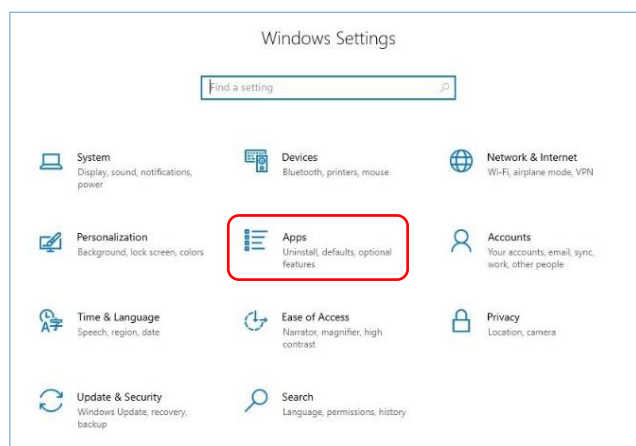 Windows Settings
Find a setting
System
Display, sound, notifications,
power
Devices
Bluetooth, printers, mouse
Network & Internet
Wi-Fi, airplane mode, VPN
Personalization
Background, lock screen, colors
Apps
Uninstall, defaults, optional
features
Accounts
Your accounts, email, sync,
work, other people
Time & Language
Speech, region, date
Ease of Access
Narrator, magnifier, high
contrast
Privacy
Location, camera
Update & Security
Windows Update, recovery,
backup
Search
Language, permissions, history